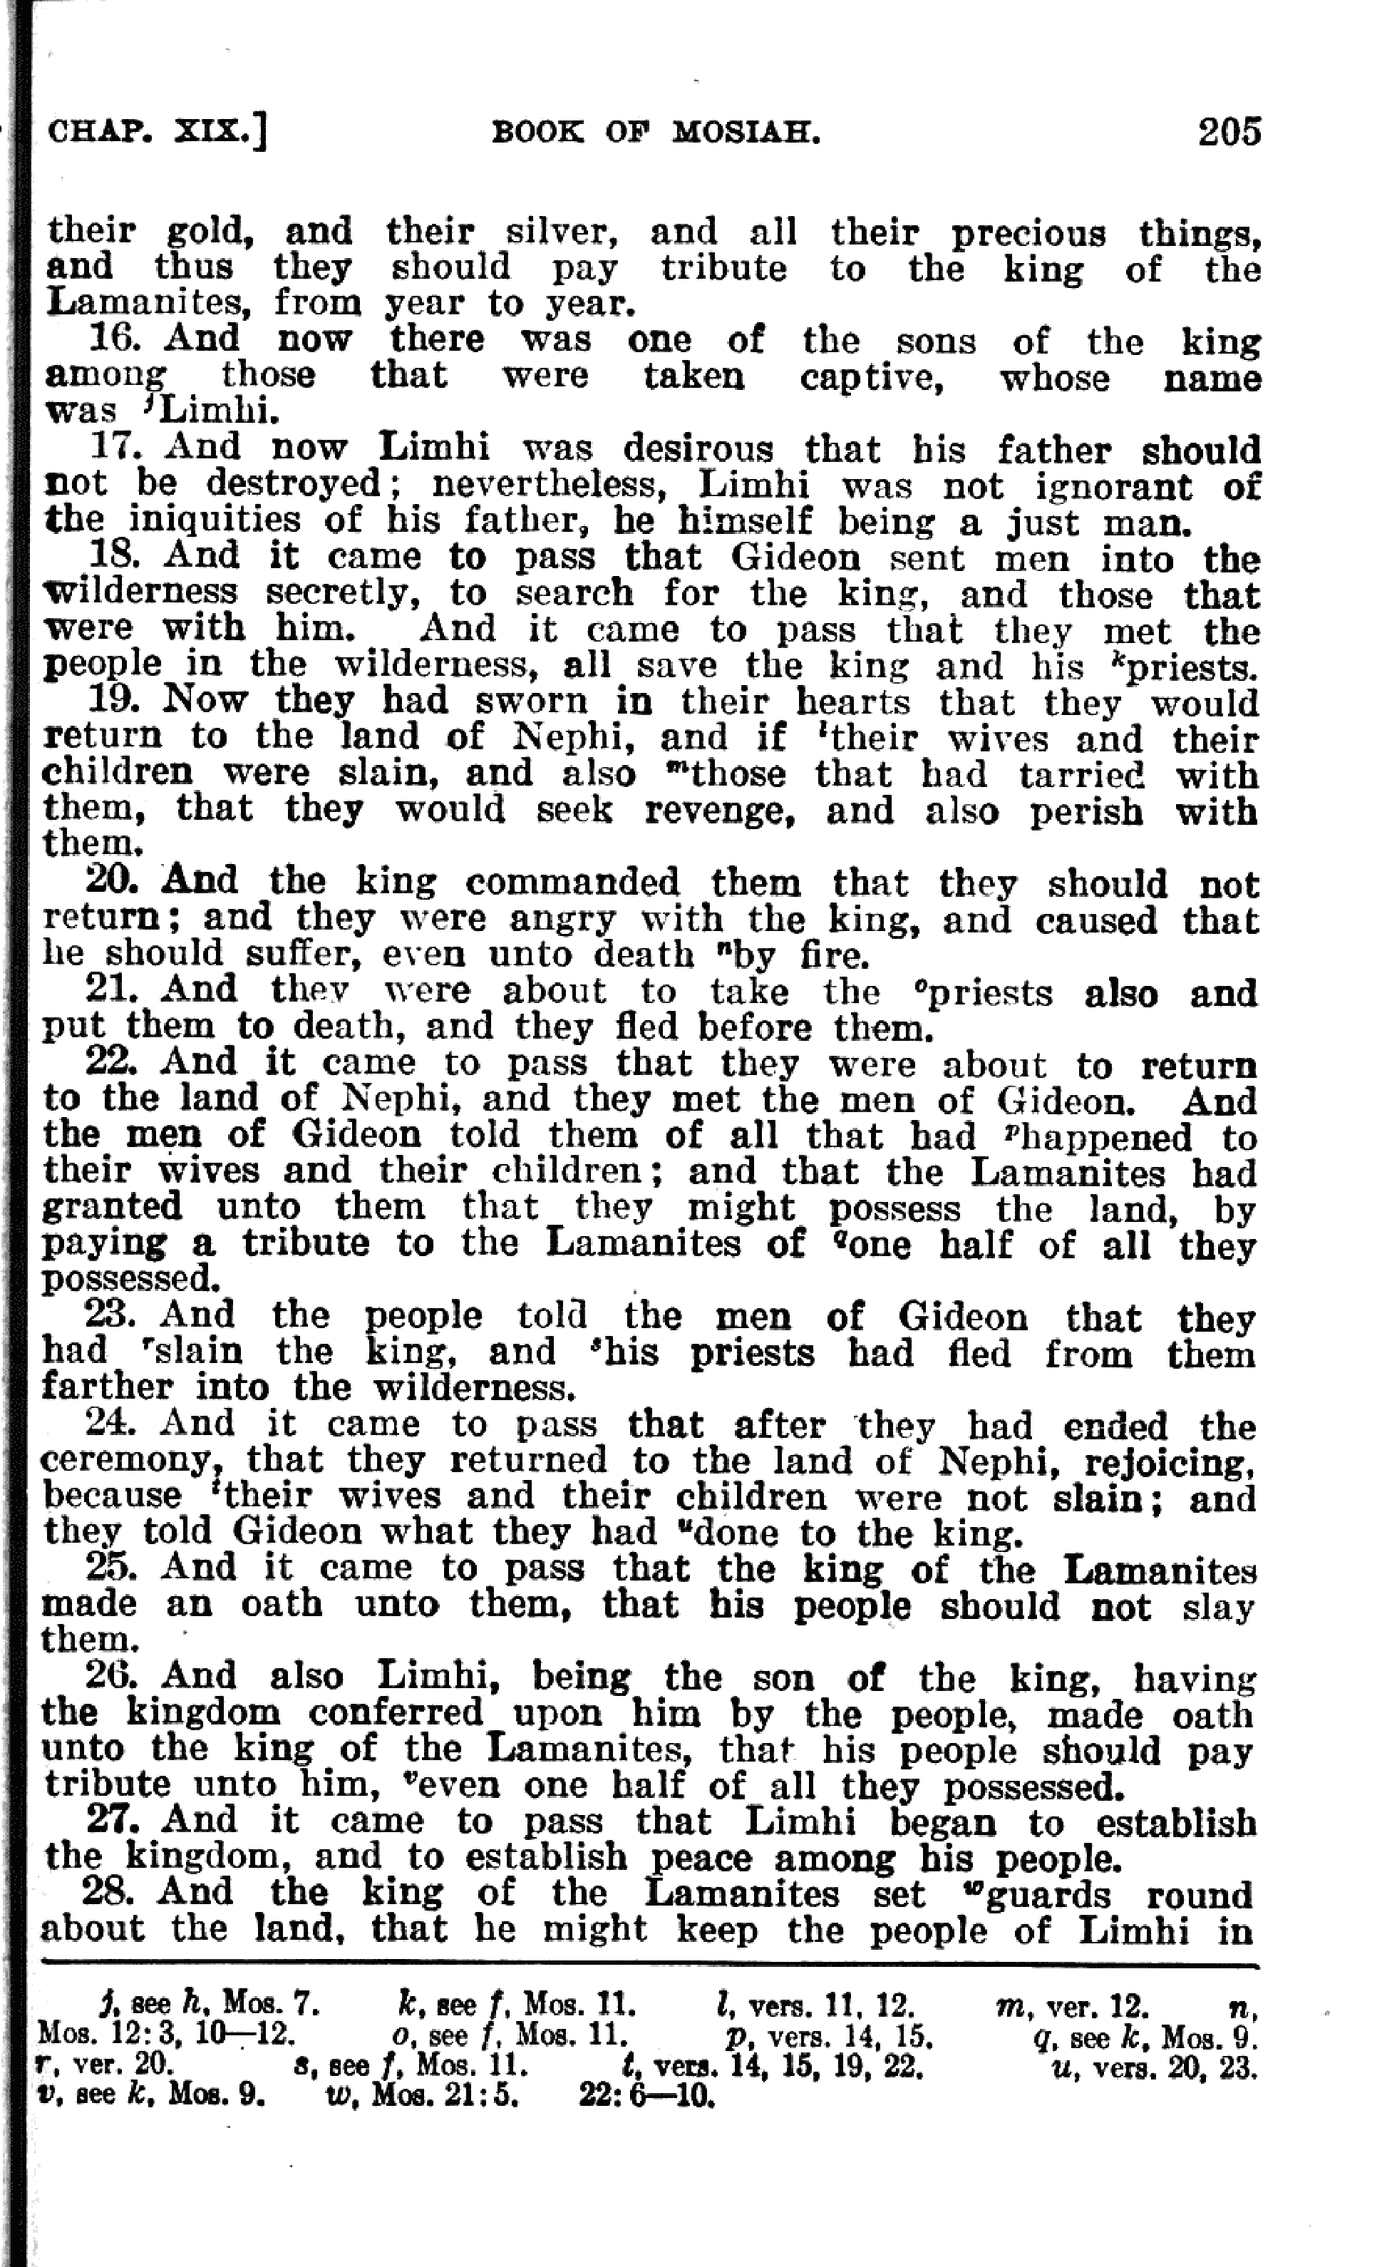 CHAP. XIX.] BOOK OF MOSIAH. 205
their gold, and their silver, and all their precious things,
and thus they should pay tribute to the king of the
Lamanites, from year to year.
16. And now there was one of the sons of the king
among those that were taken captive, whose name
was jLimhi.
17. And now Limhi was desirous that his father should
not be destroyed; nevertheless, Limhi was not ignorant of
the iniquities of his father, he himself being a just man.
18. And it came to pass that Gideon sent men into the
wilderness secretly, to search for the king, and those that
were with him. And it came to pass that they met the
people in the wilderness, all save the king and his kpriests.
19. Now they had sworn in their hearts that they would
return to the land of Nephi, and if ltheir wives and their
children were slain, and also mthose that had tarried with
them, that they would seek revenge, and also perish with
them.
20. And the king commanded them that they should not
return; and they were angry with the king, and caused that
he should suffer, even unto death nby fire.
21. And they were about to take the opriests also and
put them to death, and they fled before them.
22. And it came to pass that they were about to return
to the land of Nephi, and they met the men of Gideon. And
the men of Gideon told them of all that had phappened to
their wives and their children; and that the Lamanites had
granted unto them that they might possess the land, by
paying a tribute to the Lamanites of qone half of all they
possessed.
23. And the people told the men of Gideon that they
had rslain the king, and shis priests had fled from them
farther into the wilderness.
24. And it came to pass that after they had ended the
ceremony, that they returned to the land of Nephi, rejoicing,
because ttheir wives and their children were not slain; and
they told Gideon what they had udone to the king.
25. And it came to pass that the king of the Lamanites
made an oath unto them, that his people should not slay
them.
26. And also Limhi, being the son of the king, having
the kingdom conferred upon him by the people, made oath
unto the king of the Lamanites, that his people should pay
tribute unto him, veven one half of all they possessed.
27. And it came to pass that Limhi began to establish
the kingdom, and to establish peace among his people.
28. And the king of the Lamanites set wguards round
about the land, that he might keep the people of Limhi in
j, see h, Mos. 7. k, see f, Mos. 11. l, vers. 11, 12. m, ver. 12. n,
Mos. 12:3, 10—12. o, see f, Mos. 11. p, vers. 14, 15. q, see k, Mos. 9.
r, ver. 20. s, see f, Mos. 11. t, vers. 14, 15, 19, 22. u, vers. 20, 23.
v, see k, Mos. 9. w, Mos. 21:5. 22:6—10.